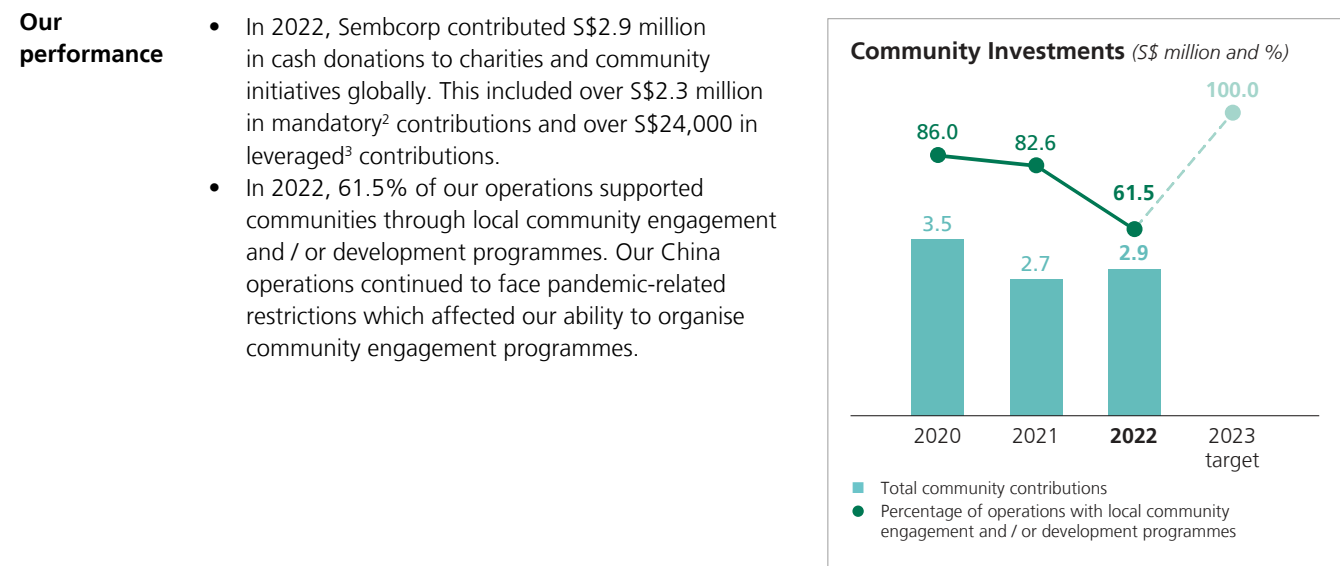 Our
performance
• In 2022, Sembcorp contributed S$2.9 million
in cash donations to charities and community
initiatives globally. This included over S$2.3 million
in mandatory² contributions and over S$24,000 in
leveraged³ contributions.
• In 2022, 61.5% of our operations supported
communities through local community engagement
and / or development programmes. Our China
operations continued to face pandemic-related
restrictions which affected our ability to organise
community engagement programmes.
Community Investments (S$ million and %)
100.0
86.0
82.6
61.5
3.5
2.7
2.9
2020 2021 2022 2023
target
Total community contributions
Percentage of operations with local community
engagement and / or development programmes